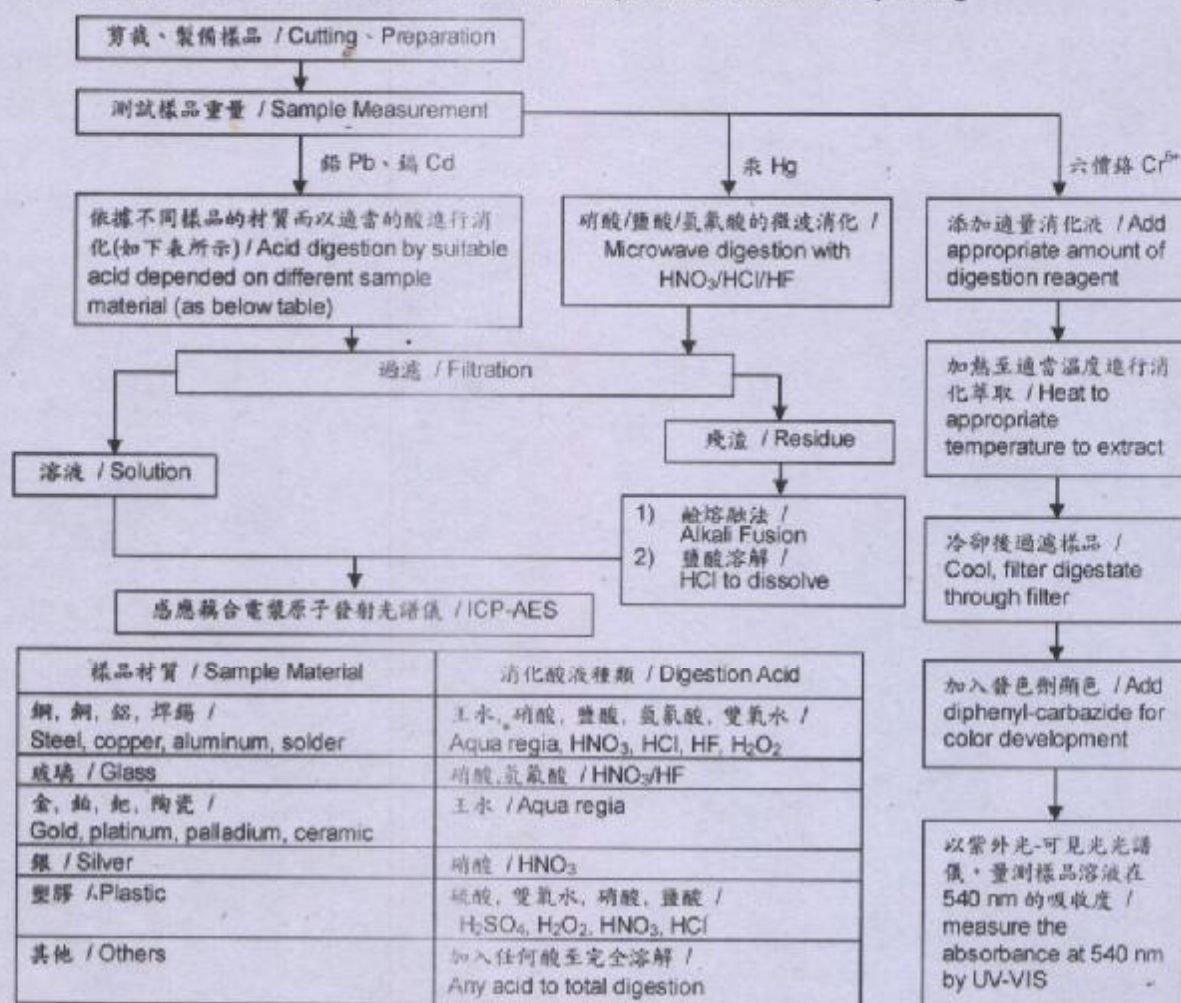 剪裁、製備樣品 / Cutting、Preparation
測試樣品重量 / Sample Measurement
鉛 Pb、鎘 Cd
汞 Hg
六價鉻 Cr6+
依據不同樣品的材質而以適當的酸進行消
化(如下表所示) / Acid digestion by suitable
acid depended on different sample
material (as below table)
硝酸/鹽酸/氫氟酸的微波消化 /
Microwave digestion with
HNO3/HCl/HF
添加適量消化液 / Add
appropriate amount of
digestion reagent
過濾 / Filtration
加熱至適當溫度進行消
化萃取 / Heat to
appropriate
temperature to extract
溶液 / Solution
殘渣 / Residue
1) 鹼熔融法 /
Alkali Fusion
2) 鹽酸溶解 /
HCl to dissolve
冷卻後過濾樣品 /
Cool, filter digestate
through filter
感應耦合電漿原子發射光譜儀 / ICP-AES
加入發色劑顯色 / Add
diphenyl-carbazide for
color development
以紫外光-可見光光譜
儀，量測樣品溶液在
540 nm 的吸收度 /
measure the
absorbance at 540 nm
by UV-VIS
樣品材質 / Sample Material
消化酸液種類 / Digestion Acid
鋼, 銅, 鋁, 焊錫 /
Steel, copper, aluminum, solder
王水, 硝酸, 鹽酸, 氫氟酸, 雙氧水 /
Aqua regia, HNO3, HCl, HF, H2O2
玻璃 / Glass
硝酸,氫氟酸 / HNO3/HF
金, 鉑, 鈀, 陶瓷 /
Gold, platinum, palladium, ceramic
王水 / Aqua regia
銀 / Silver
硝酸 / HNO3
塑膠 / Plastic
硫酸, 雙氧水, 硝酸, 鹽酸 /
H2SO4, H2O2, HNO3, HCl
其他 / Others
加入任何酸至完全溶解 /
Any acid to total digestion